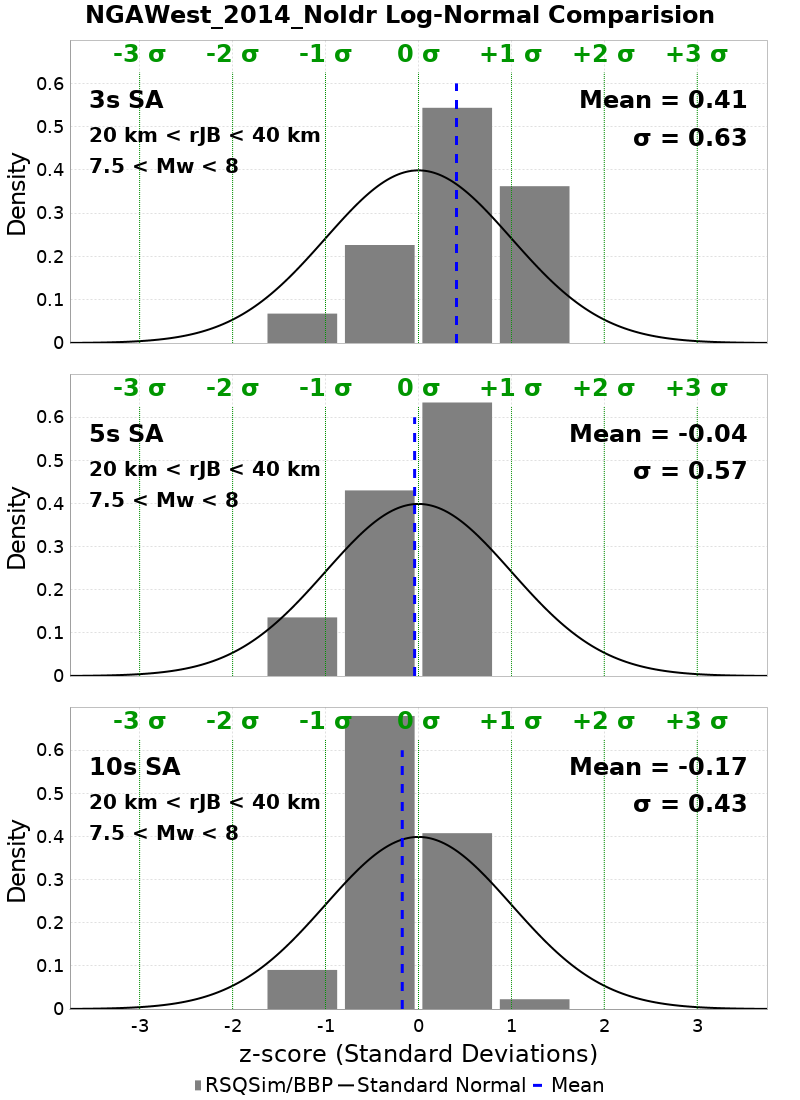 NGAWest_2014_NoIdr Log-Normal Comparision
-3 σ -2 σ -1 σ 0 σ +1 σ +2 σ +3 σ
3s SA
20 km < rJB < 40 km
7.5 < Mw < 8
Mean = 0.41
σ = 0.63
Density
0.6
0.5
0.4
0.3
0.2
0.1
0
-3 σ -2 σ -1 σ 0 σ +1 σ +2 σ +3 σ
5s SA
20 km < rJB < 40 km
7.5 < Mw < 8
Mean = -0.04
σ = 0.57
Density
0.6
0.5
0.4
0.3
0.2
0.1
0
-3 σ -2 σ -1 σ 0 σ +1 σ +2 σ +3 σ
10s SA
20 km < rJB < 40 km
7.5 < Mw < 8
Mean = -0.17
σ = 0.43
Density
0.6
0.5
0.4
0.3
0.2
0.1
0
-3 -2 -1 0 1 2 3
z-score (Standard Deviations)
RSQSim/BBP Standard Normal Mean